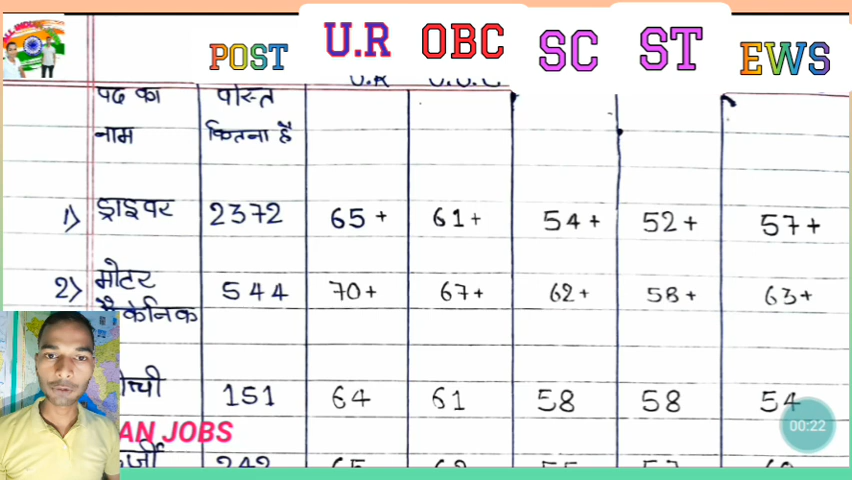 POST U.R OBC SC ST EWS
पद का पोस्त
नाम कितना है
1) ड्राइवर 2372 65+ 61+ 54+ 52+ 57+
2) मोटर 544 70+ 67+ 62+ 58+ 63+
151 64 61 58 58 54
00:22
AN JOBS